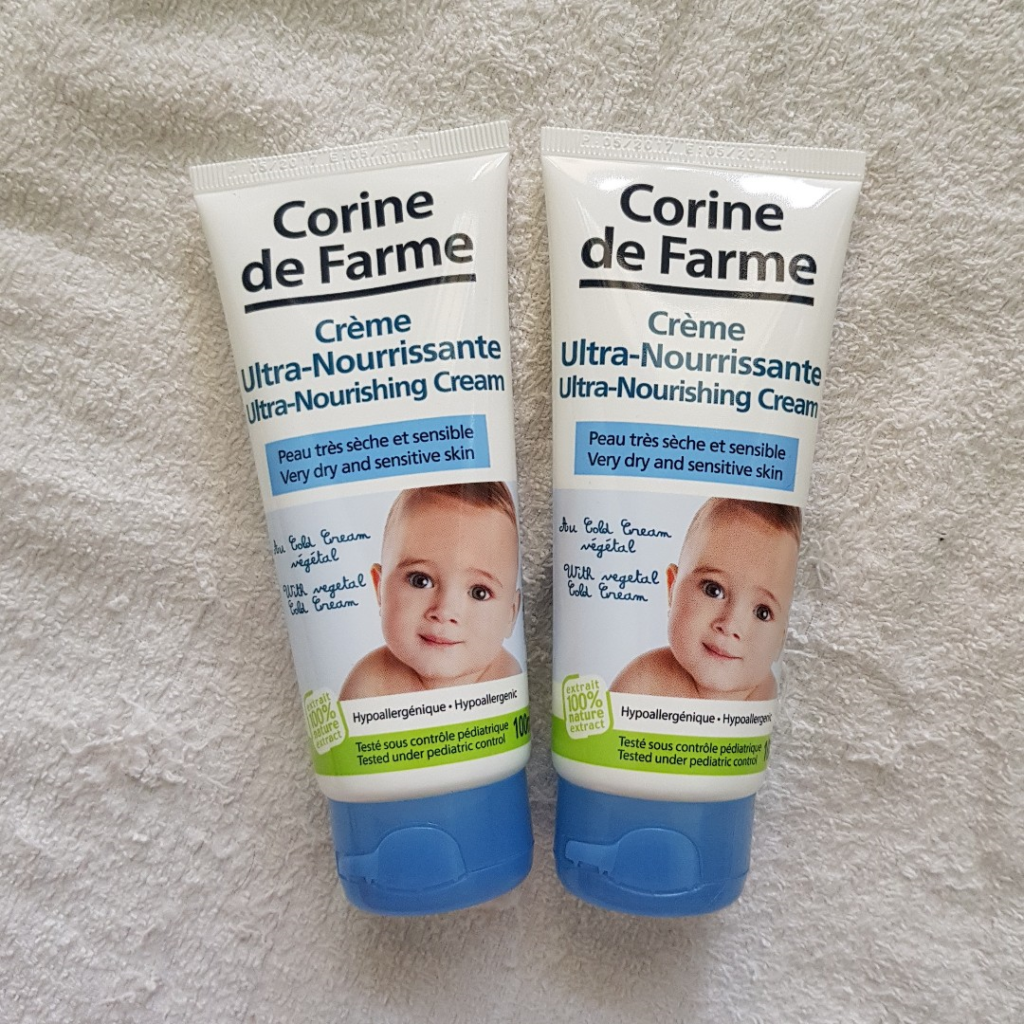 Corine
de Farme
Crème
Ultra-Nourrissante
Ultra-Nourishing Cream
Peau très sèche et sensible
Very dry and sensitive skin
Au Cold Cream
végétal
With vegetal
Cold Cream
extrait
100%
nature
extract
Hypoallergénique • Hypoallergenic
Testé sous contrôle pédiatrique
Tested under pediatric control
Corine
de Farme
Crème
Ultra-Nourrissante
Ultra-Nourishing Cream
Peau très sèche et sensible
Very dry and sensitive skin
Au Cold Cream
végétal
With vegetal
Cold Cream
extrait
100%
nature
extract
Hypoallergénique • Hypoallergenic
Testé sous contrôle pédiatrique
Tested under pediatric control